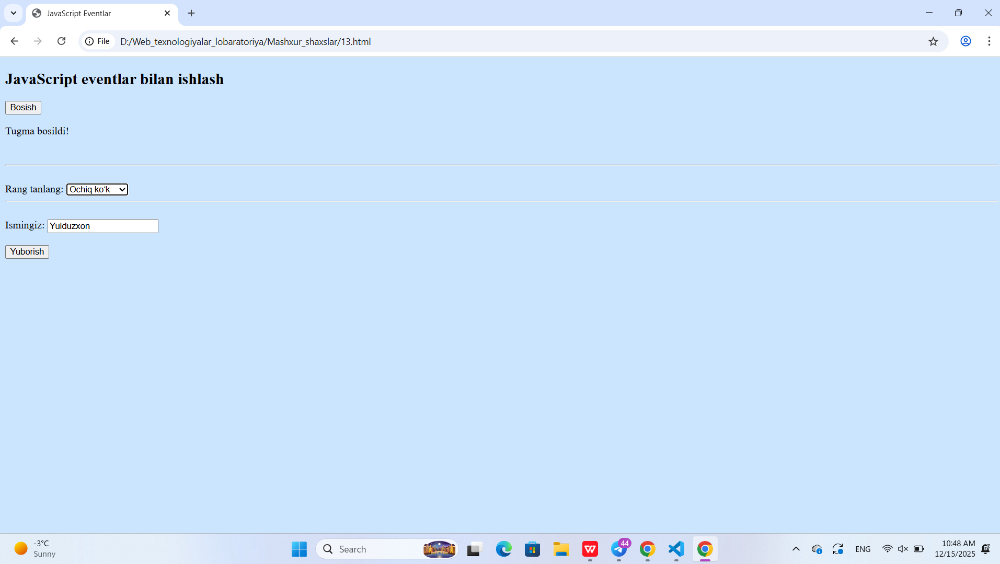 JavaScript Eventlar
File D:/Web_texnologiyalar_lobaratoriya/Mashxur_shaxslar/13.html
JavaScript eventlar bilan ishlash
Bosish
Tugma bosildi!
Rang tanlang: Ochiq ko‘k
Ismingiz: Yulduzxon
Yuborish
-3°C
Sunny
Search
W
44
ENG
10:48 AM
12/15/2025